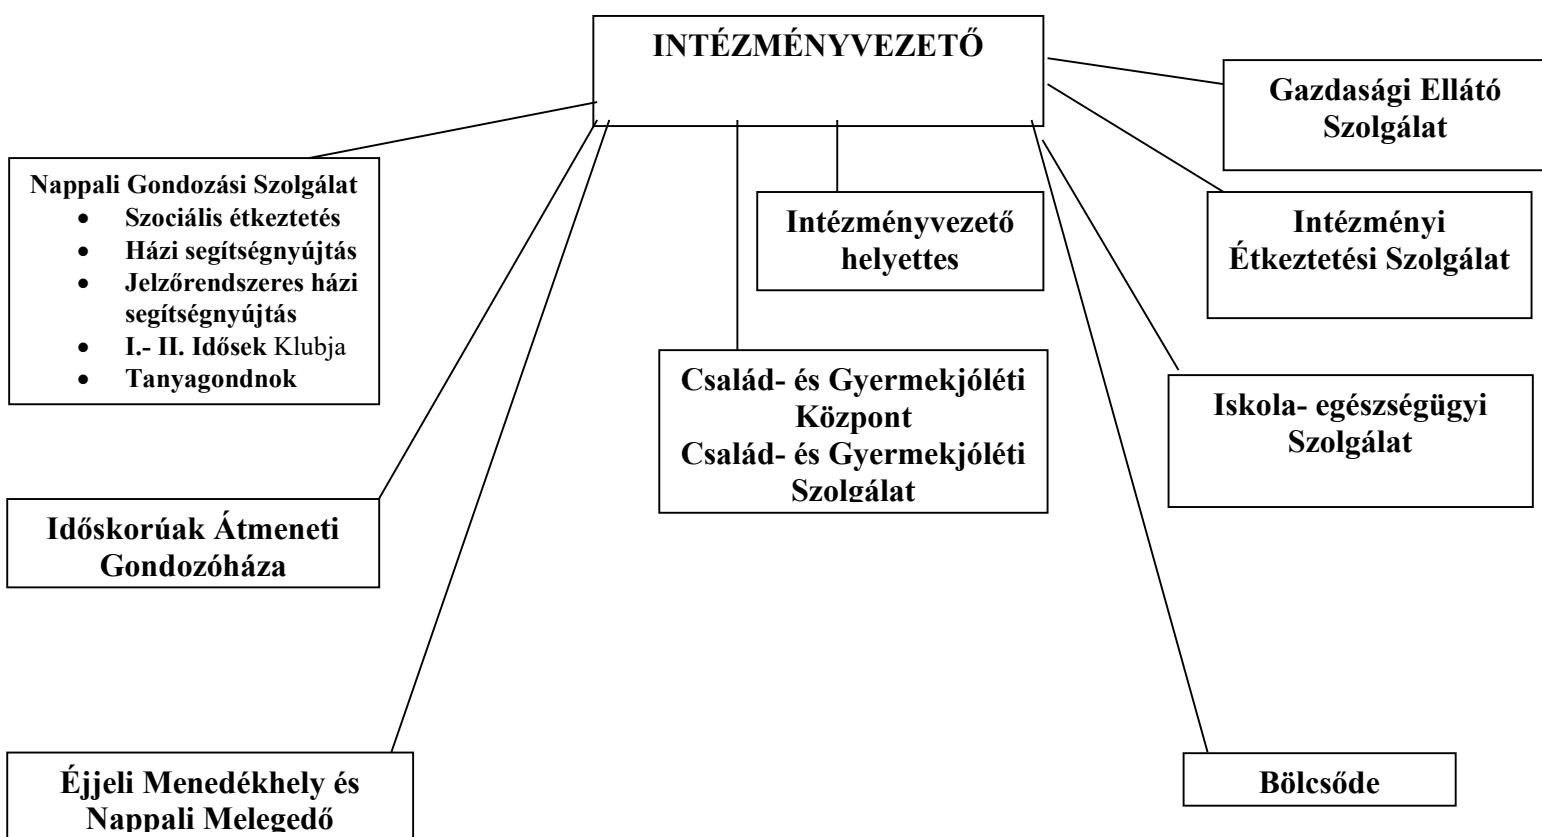 INTÉZMÉNYVEZETŐ
Gazdasági Ellátó
Szolgálat
Nappali Gondozási Szolgálat
• Szociális étkeztetés
• Házi segítségnyújtás
• Jelzőrendszeres házi
segítségnyújtás
• I.- II. Idősek Klubja
• Tanyagondnok
Intézményvezető
helyettes
Intézményi
Étkeztetési Szolgálat
Család- és Gyermekjóléti
Központ
Család- és Gyermekjóléti
Szolgálat
Iskola- egészségügyi
Szolgálat
Időskorúak Átmeneti
Gondozóháza
Éjjeli Menedékhely és
Nappali Melegedő
Bölcsőde